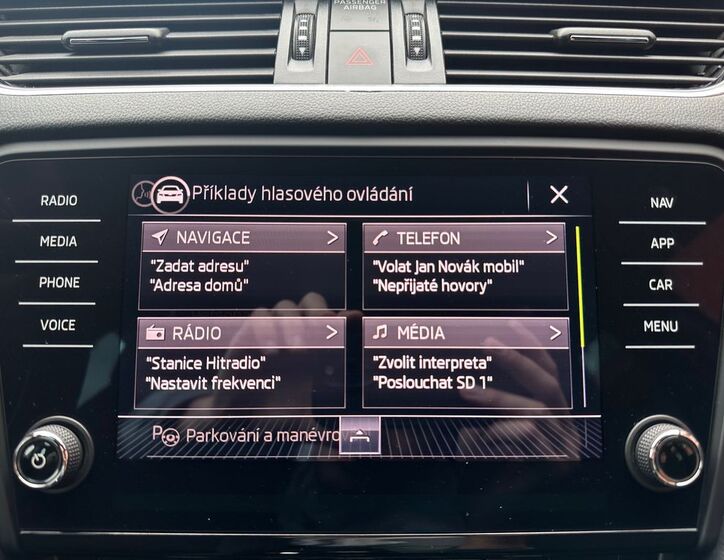 PASSENGER
AIRBAG
RADIO
MEDIA
PHONE
VOICE
Příklady hlasového ovládání
NAVIGACE
"Zadat adresu"
"Adresa domů"
TELEFON
"Volat Jan Novák mobil"
"Nepřijaté hovory"
RÁDIO
"Stanice Hitradio"
"Nastavit frekvenci"
MÉDIA
"Zvolit interpreta"
"Poslouchat SD 1"
Parkování a manévrov
NAV
APP
CAR
MENU